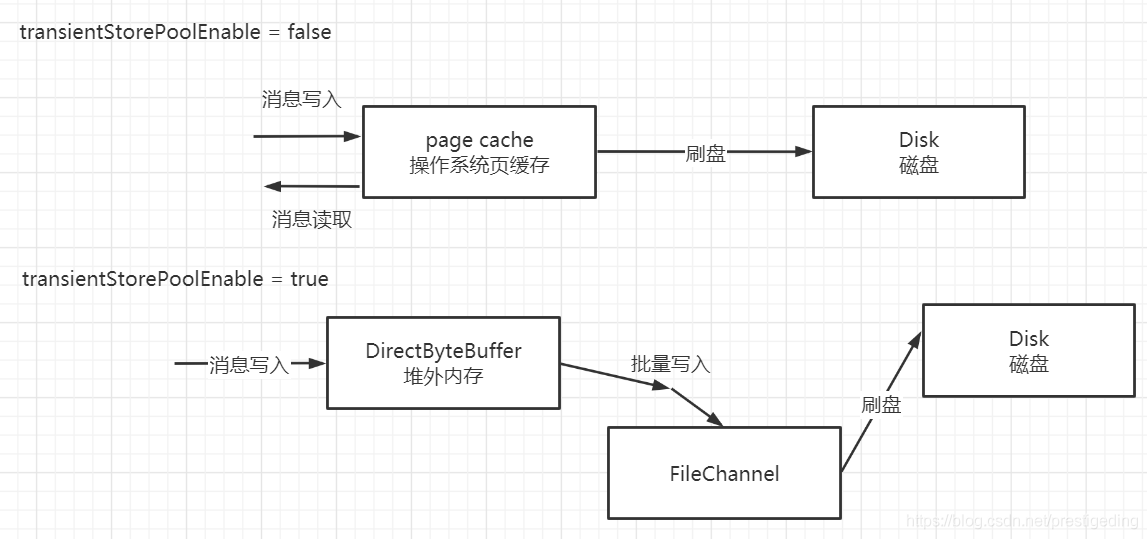 transientStorePoolEnable = false
消息写入
page cache
操作系统页缓存
刷盘
Disk
磁盘
消息读取
transientStorePoolEnable = true
消息写入
DirectByteBuffer
堆外内存
批量写入
FileChannel
刷盘
Disk
磁盘
https://blog.csdn.net/prestigeding